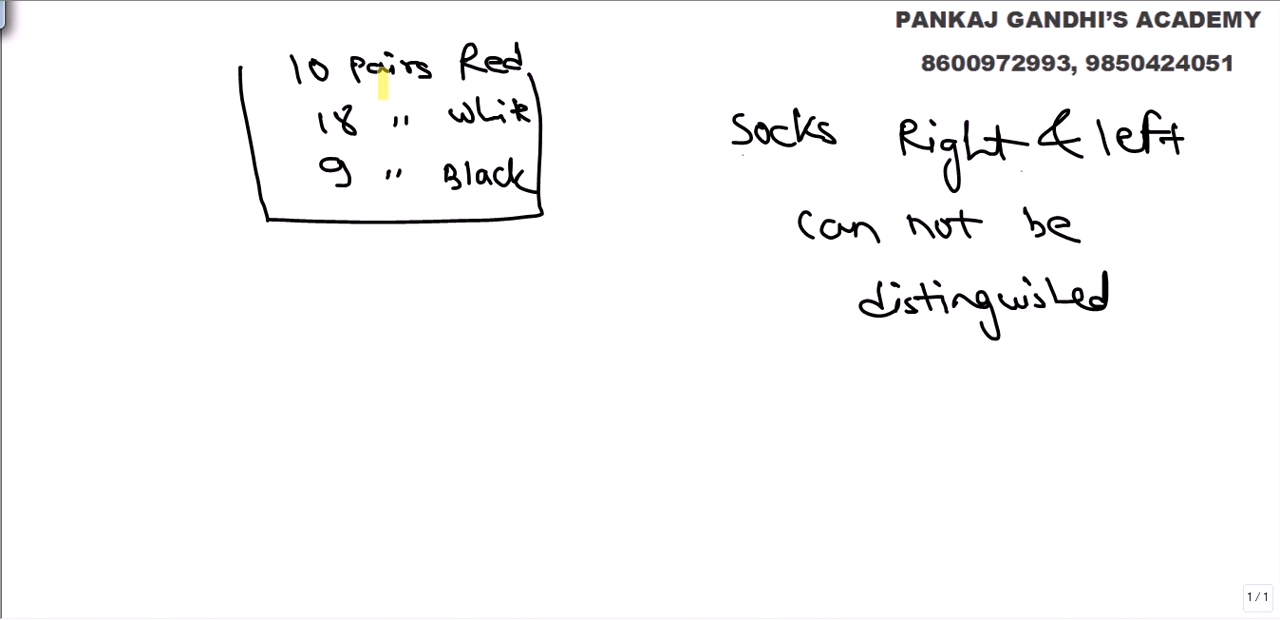 PANKAJ GANDHI'S ACADEMY
8600972993, 9850424051
10 pairs Red
18 " white
9 " Black
Socks Right & left
can not be
distinguished
1/1